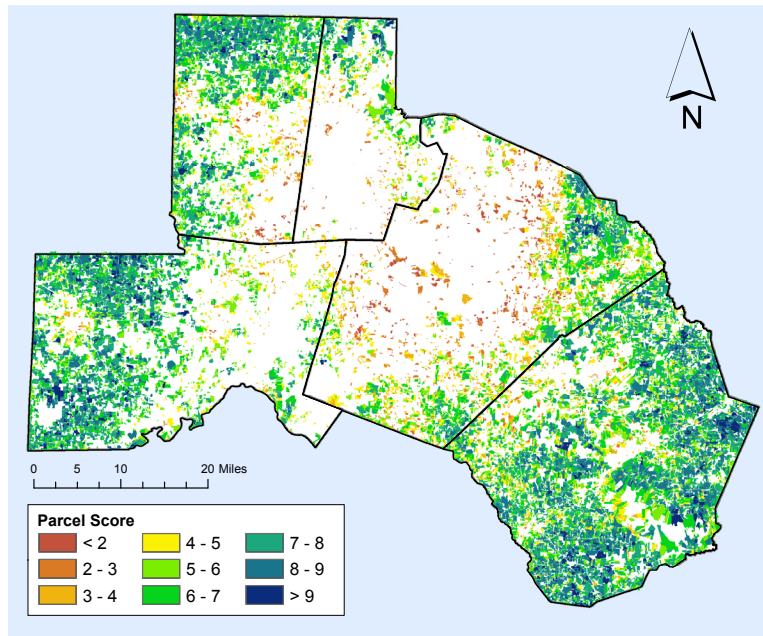 N
0 5 10 20 Miles
Parcel Score
< 2 4 - 5 7 - 8
2 - 3 5 - 6 8 - 9
3 - 4 6 - 7 > 9